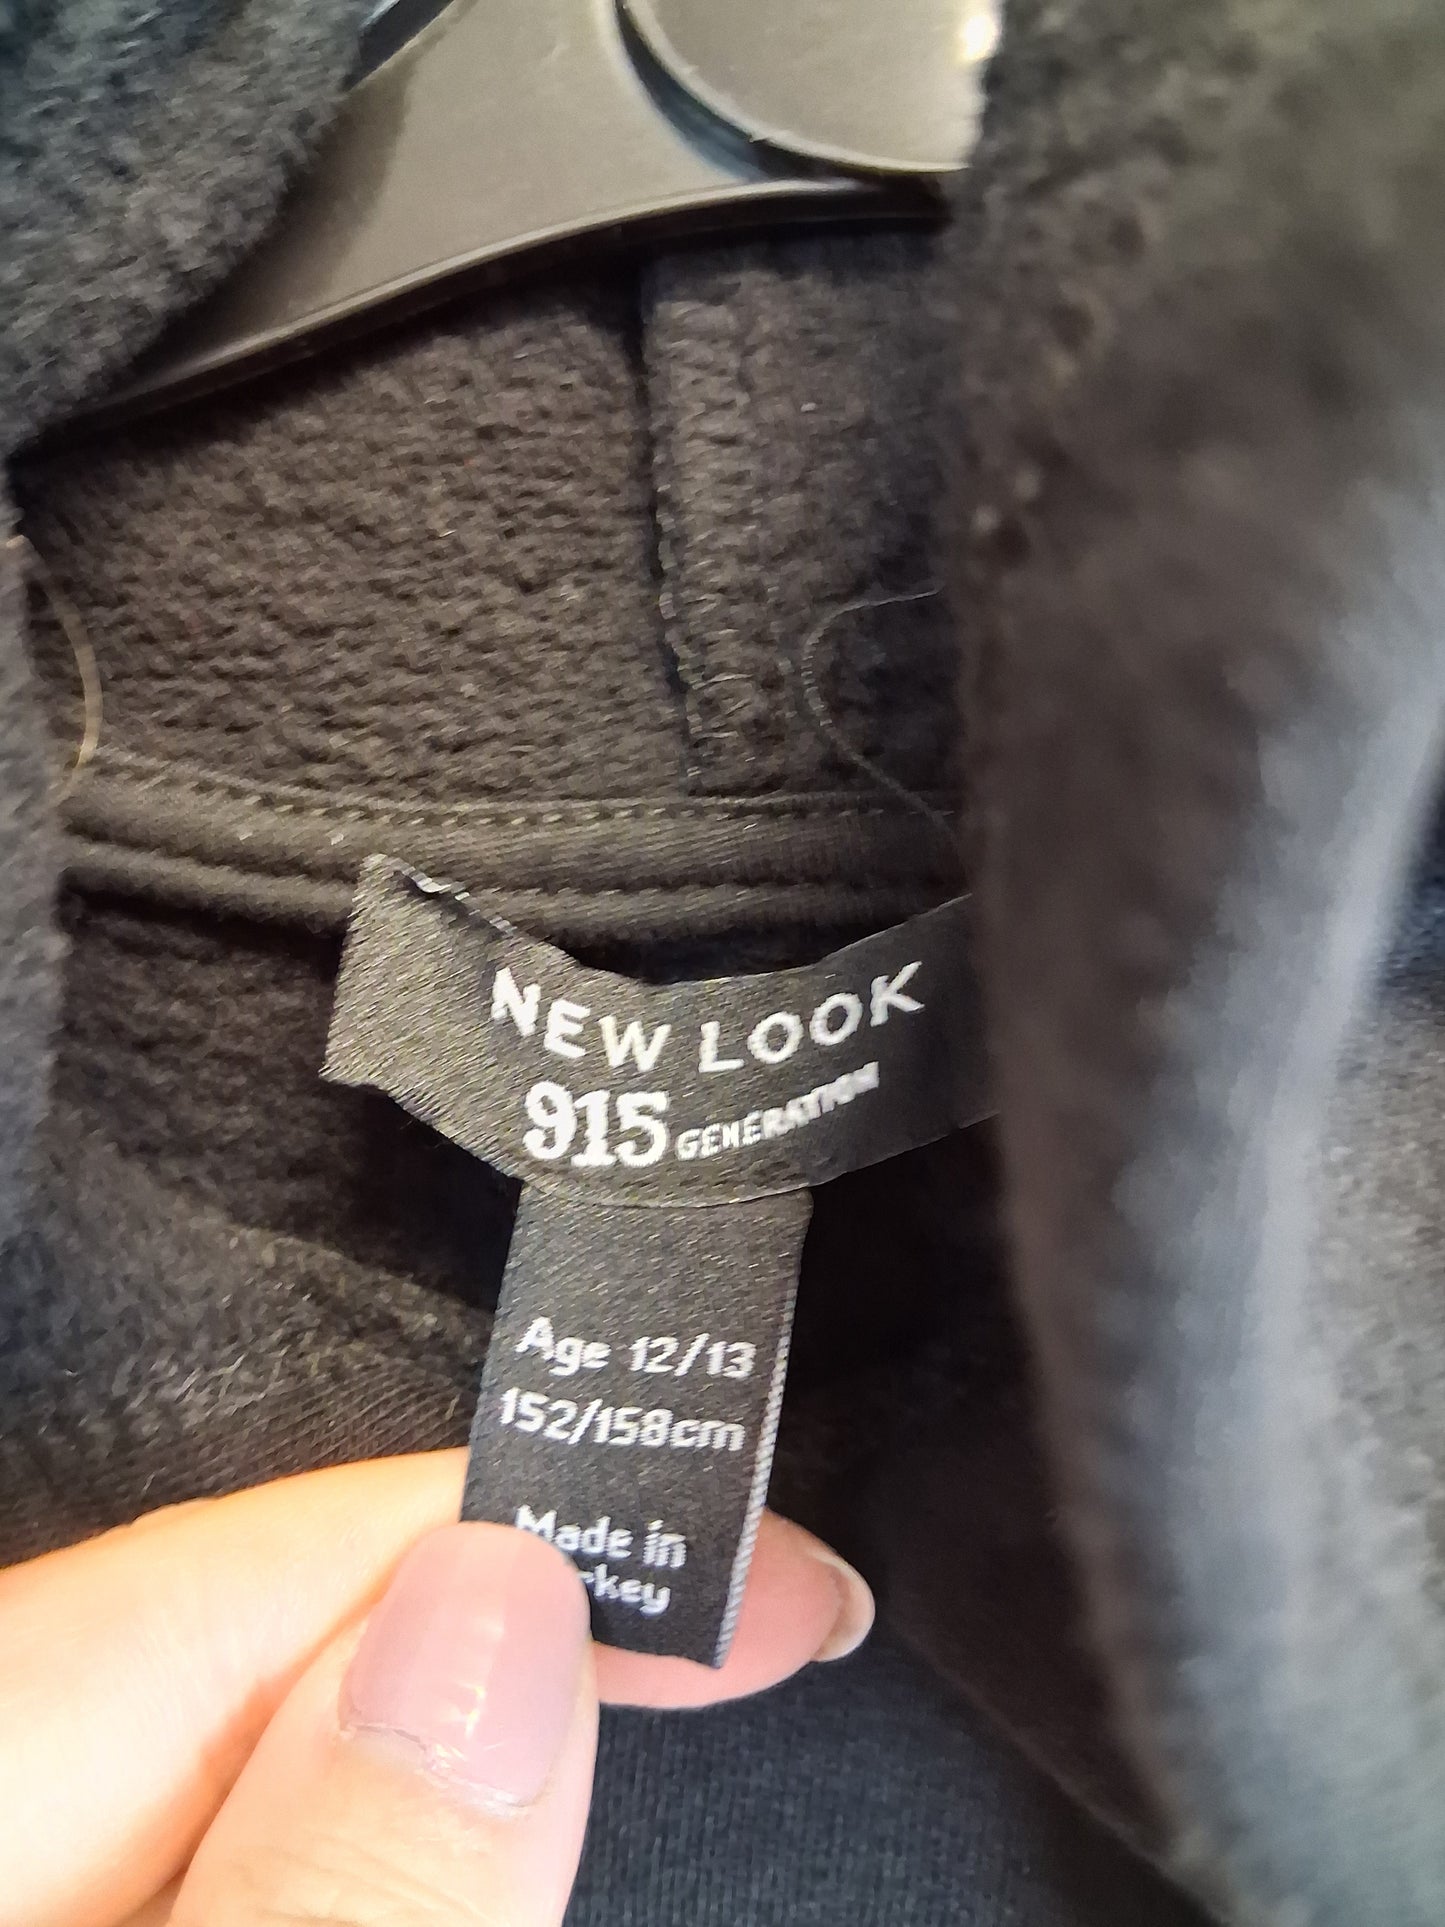 NEW LOOK
915 GENERATION
Age 12/13
152/158cm
Made in